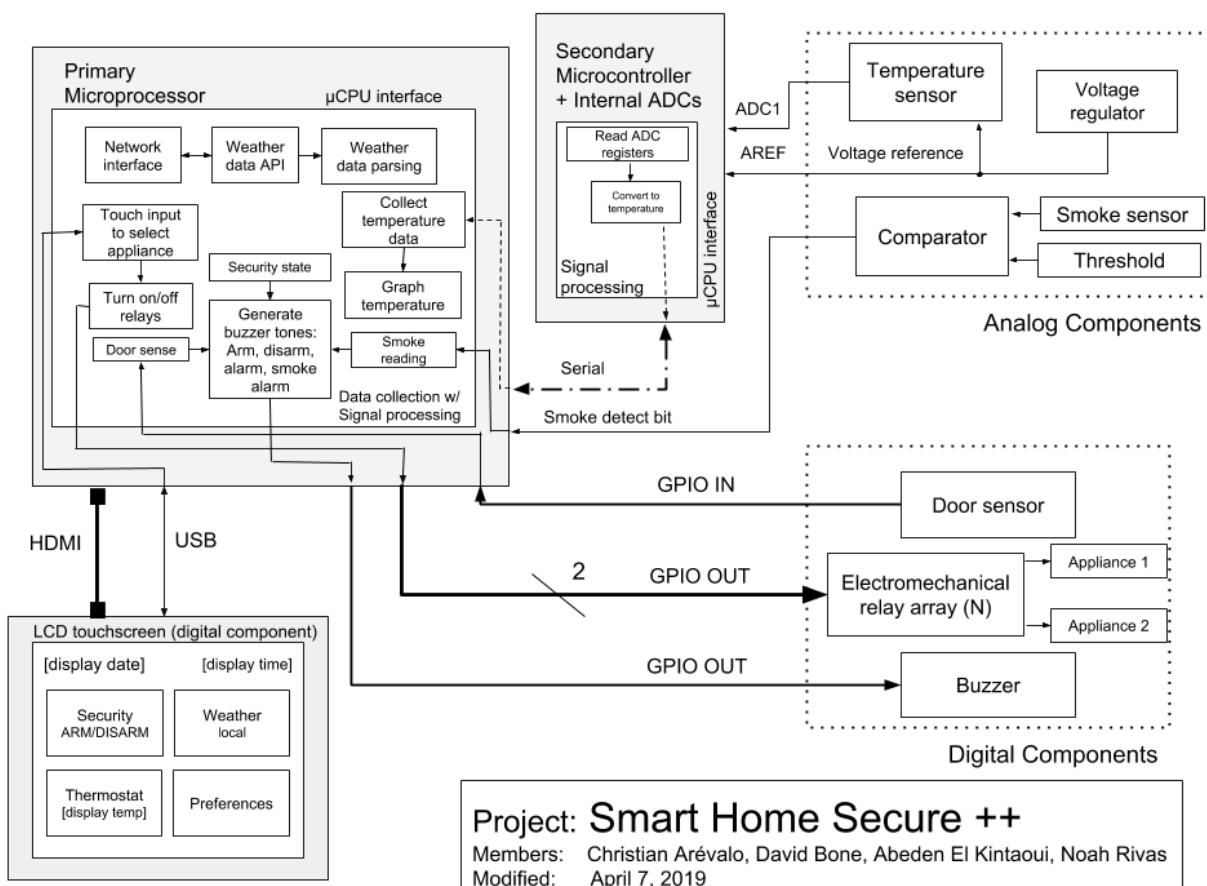 Primary
Microprocessor
µCPU interface
Network
interface
Weather
data API
Weather
data parsing
Touch input
to select
appliance
Collect
temperature
data
Security state
Turn on/off
relays
Generate
buzzer tones:
Arm, disarm,
alarm, smoke
alarm
Graph
temperature
Door sense
Smoke
reading
Data collection w/
Signal processing
Secondary
Microcontroller
+ Internal ADCs
Read ADC
registers
Convert to
temperature
Signal
processing
µCPU interface
ADC1
AREF
Voltage reference
Temperature
sensor
Voltage
regulator
Comparator
Smoke sensor
Threshold
Analog Components
Serial
Smoke detect bit
GPIO IN
Door sensor
2
GPIO OUT
Electromechanical
relay array (N)
Appliance 1
Appliance 2
GPIO OUT
Buzzer
Digital Components
HDMI
USB
LCD touchscreen (digital component)
[display date]
[display time]
Security
ARM/DISARM
Weather
local
Thermostat
[display temp]
Preferences
Project: Smart Home Secure ++
Members: Christian Arévalo, David Bone, Abeden El Kintaoui, Noah Rivas
Modified: April 7, 2019